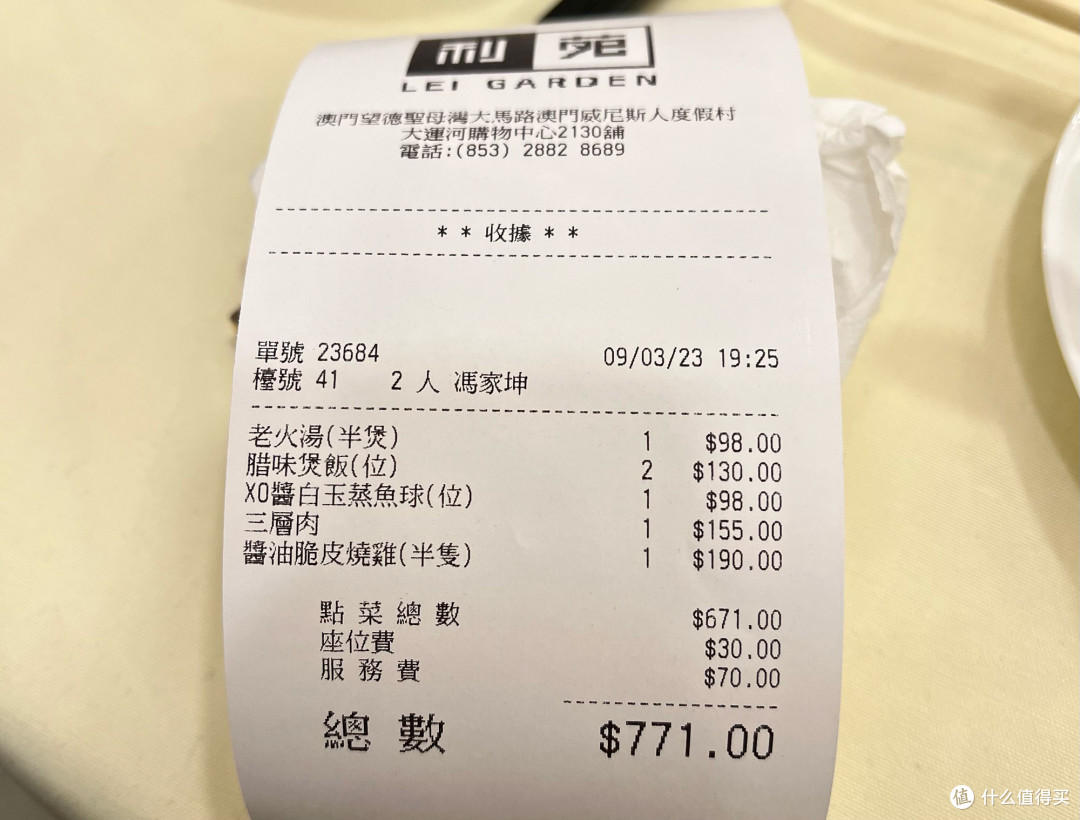 利苑
LEI GARDEN
澳門望德聖母灣大馬路澳門威尼斯人度假村
大運河購物中心2130舖
電話:(853) 2882 8689
** 收據 **
單號 23684 09/03/23 19:25
檯號 41 2 人 馮家坤
老火湯(半煲) 1 $98.00
腊味煲飯(位) 2 $130.00
XO醬白玉蒸魚球(位) 1 $98.00
三層肉 1 $155.00
醬油脆皮燒雞(半隻) 1 $190.00
點菜總數 $671.00
座位費 $30.00
服務費 $70.00
總數 $771.00
值 什么值得买